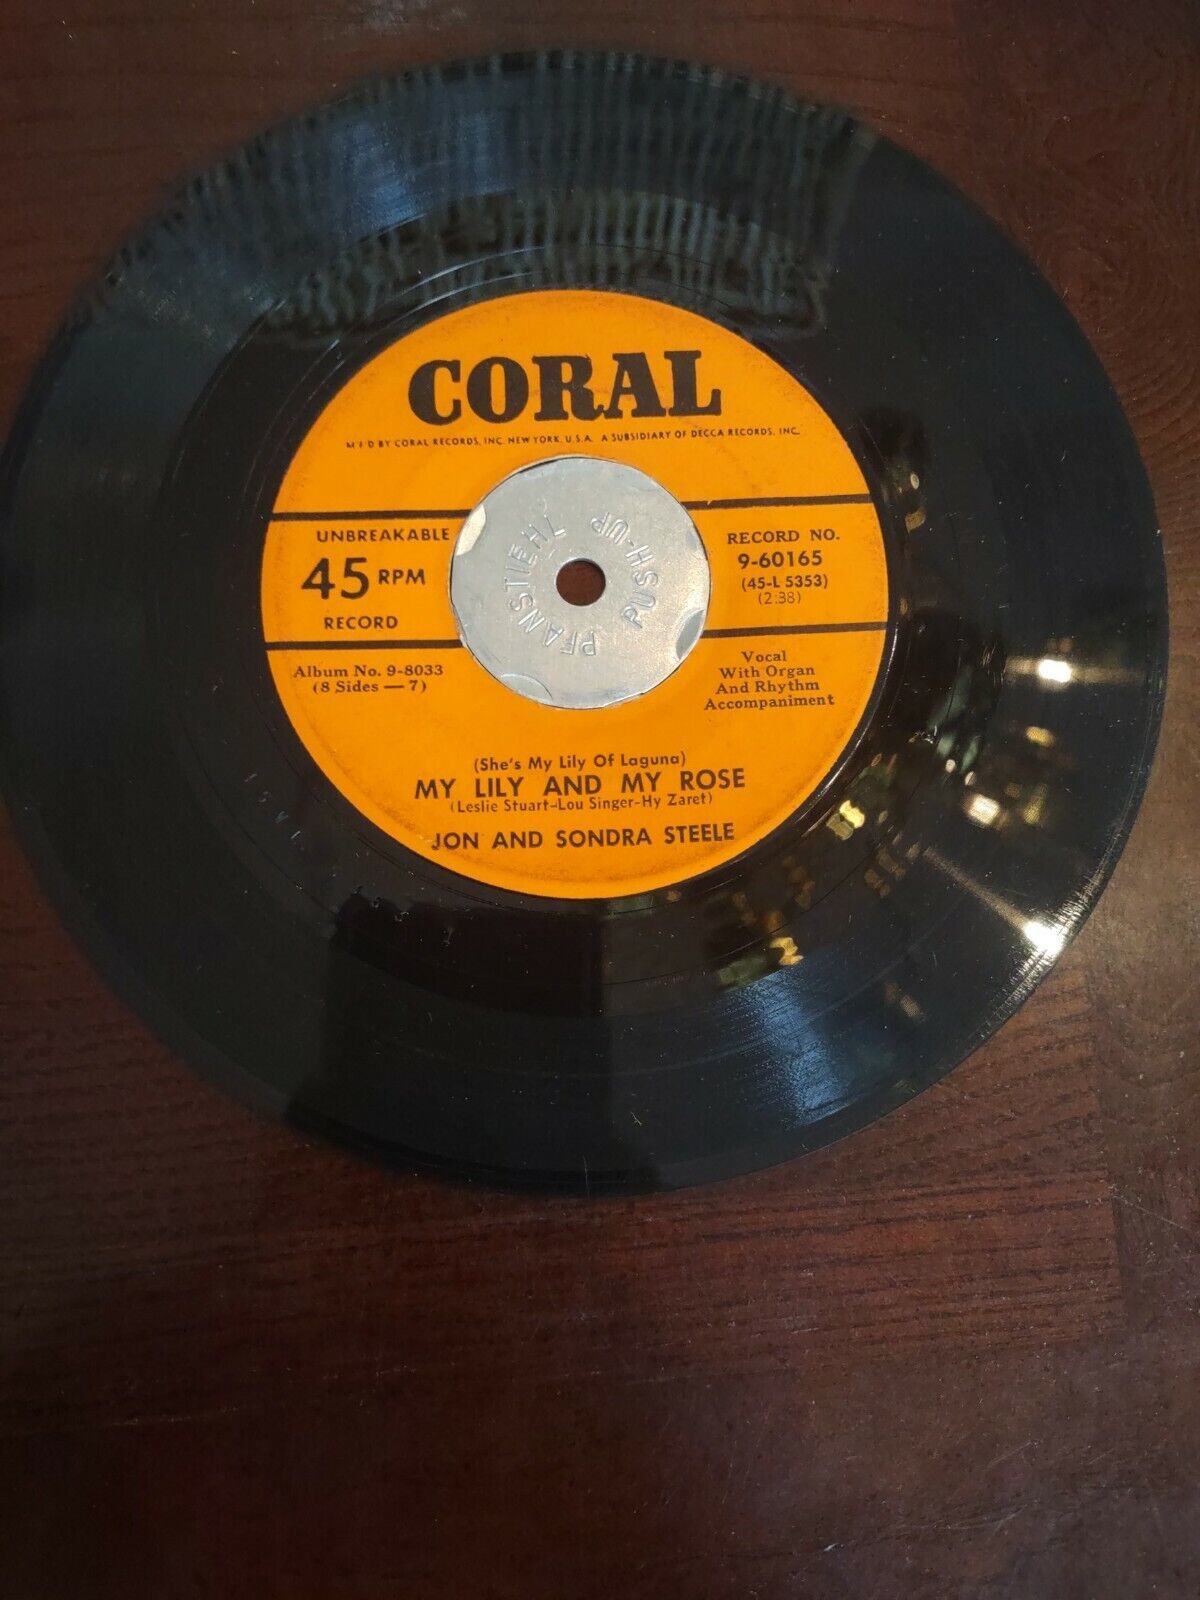 CORAL
M'F'D BY CORAL RECORDS, INC. NEW YORK, U.S.A. A SUBSIDIARY OF DECCA RECORDS, INC.
UNBREAKABLE
45 RPM
RECORD
RECORD NO.
9-60165
(45-L 5353)
(2:38)
PFANSTIEHL
PUSH-UP
Album No. 9-8033
(8 Sides — 7)
Vocal
With Organ
And Rhythm
Accompaniment
(She's My Lily Of Laguna)
MY LILY AND MY ROSE
(Leslie Stuart-Lou Singer-Hy Zaret)
JON AND SONDRA STEELE